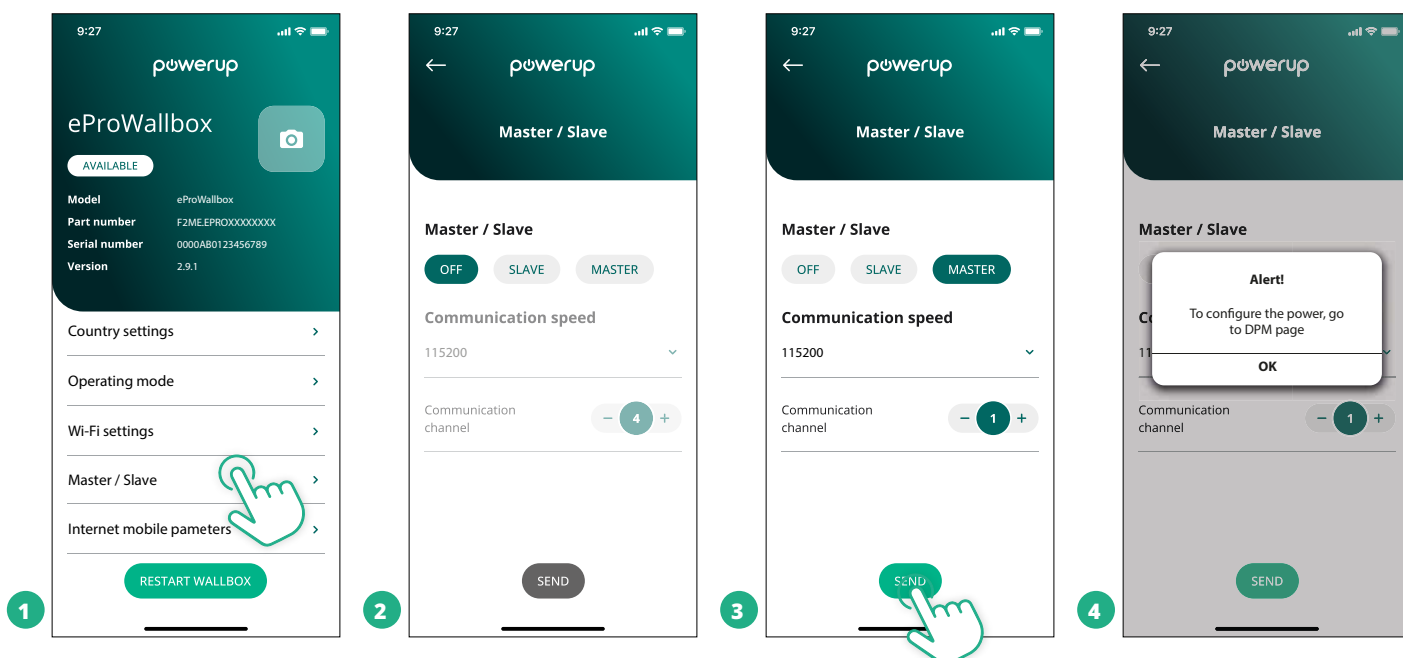 9:27
powerup
eProWallbox
AVAILABLE
Model eProWallbox
Part number F2ME.EPROXXXXXXXX
Serial number 0000AB0123456789
Version 2.9.1
Country settings
Operating mode
Wi-Fi settings
Master / Slave
Internet mobile pameters
RESTART WALLBOX
1
9:27
powerup
Master / Slave
Master / Slave
OFF SLAVE MASTER
Communication speed
115200
Communication
channel
- 4 +
SEND
2
9:27
powerup
Master / Slave
Master / Slave
OFF SLAVE MASTER
Communication speed
115200
Communication
channel
- 1 +
SEND
3
9:27
powerup
Master / Slave
Master / Slave
Alert!
To configure the power, go
to DPM page
OK
Communication
channel
- 1 +
SEND
4